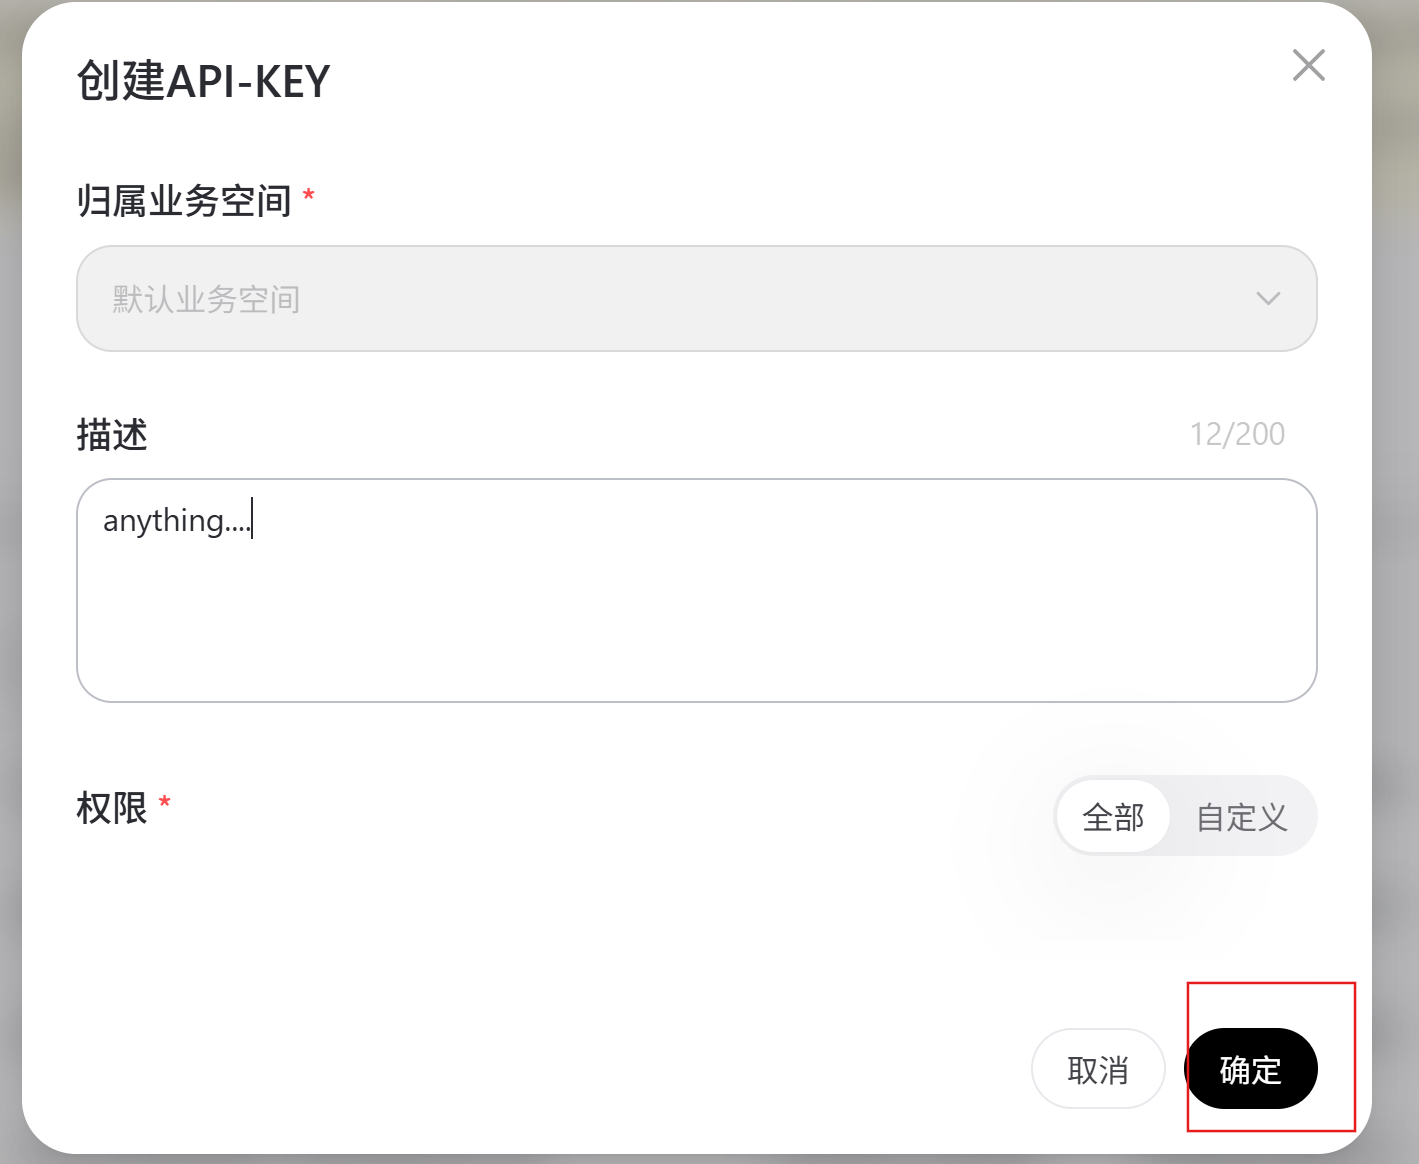 创建API-KEY
归属业务空间 *
默认业务空间
描述 12/200
anything....
权限 * 全部 自定义
取消 确定